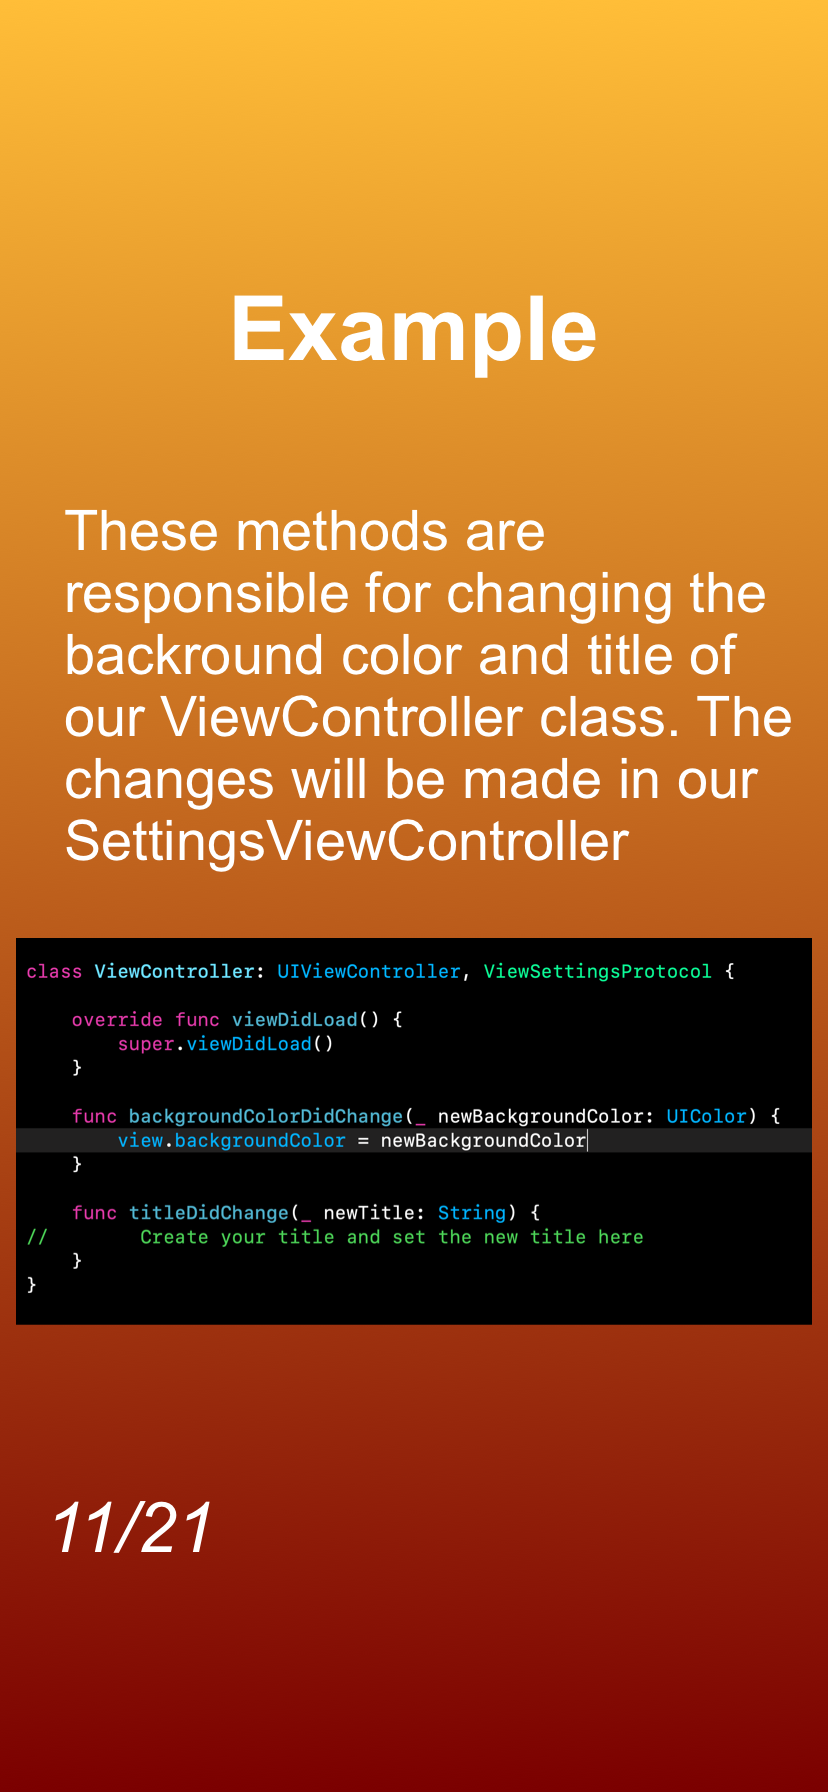 Example
These methods are
responsible for changing the
backround color and title of
our ViewController class. The
changes will be made in our
SettingsViewController
class ViewController: UIViewController, ViewSettingsProtocol {
    override func viewDidLoad() {
        super.viewDidLoad()
    }
    func backgroundColorDidChange(_ newBackgroundColor: UIColor) {
        view.backgroundColor = newBackgroundColor
    }
    func titleDidChange(_ newTitle: String) {
//        Create your title and set the new title here
    }
}
11/21